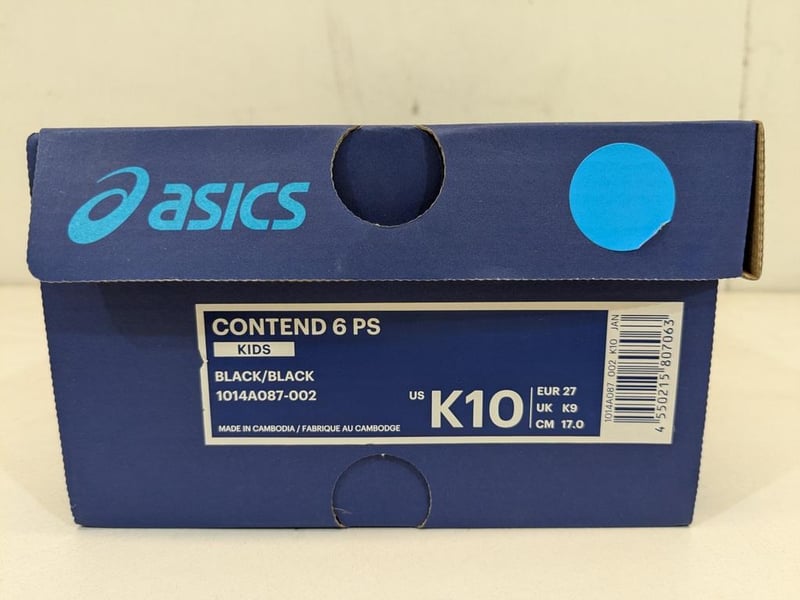 asics
CONTEND 6 PS
KIDS
BLACK/BLACK
1014A087-002
MADE IN CAMBODIA / FABRIQUE AU CAMBODGE
US K10
EUR 27
UK K9
CM 17.0
1014A087 002 K10 JAN
4 550215 807063